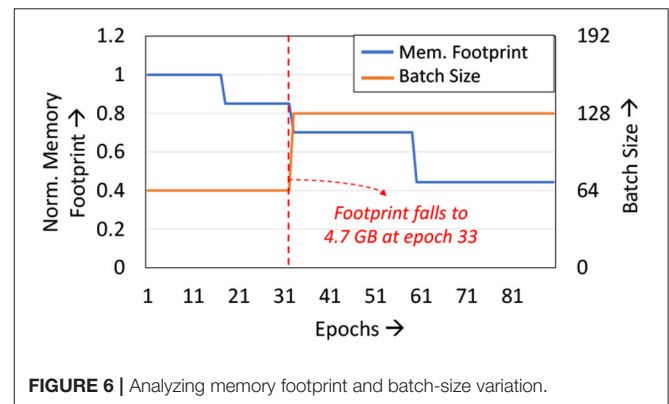 1.2
1
0.8
0.6
0.4
0.2
0
Norm. Memory
Footprint →
192
128
64
0
Batch Size →
Mem. Footprint
Batch Size
Footprint falls to
4.7 GB at epoch 33
1 11 21 31 41 51 61 71 81
Epochs →
FIGURE 6 | Analyzing memory footprint and batch-size variation.